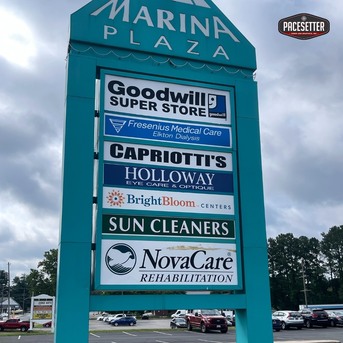 MARINA
PLAZA
PACESETTER
Goodwill
SUPER STORE
Fresenius Medical Care
Elkton Dialysis
CAPRIOTTI'S
HOLLOWAY
EYE CARE & OPTIQUE
BrightBloom CENTERS
SUN CLEANERS
NovaCare
REHABILITATION